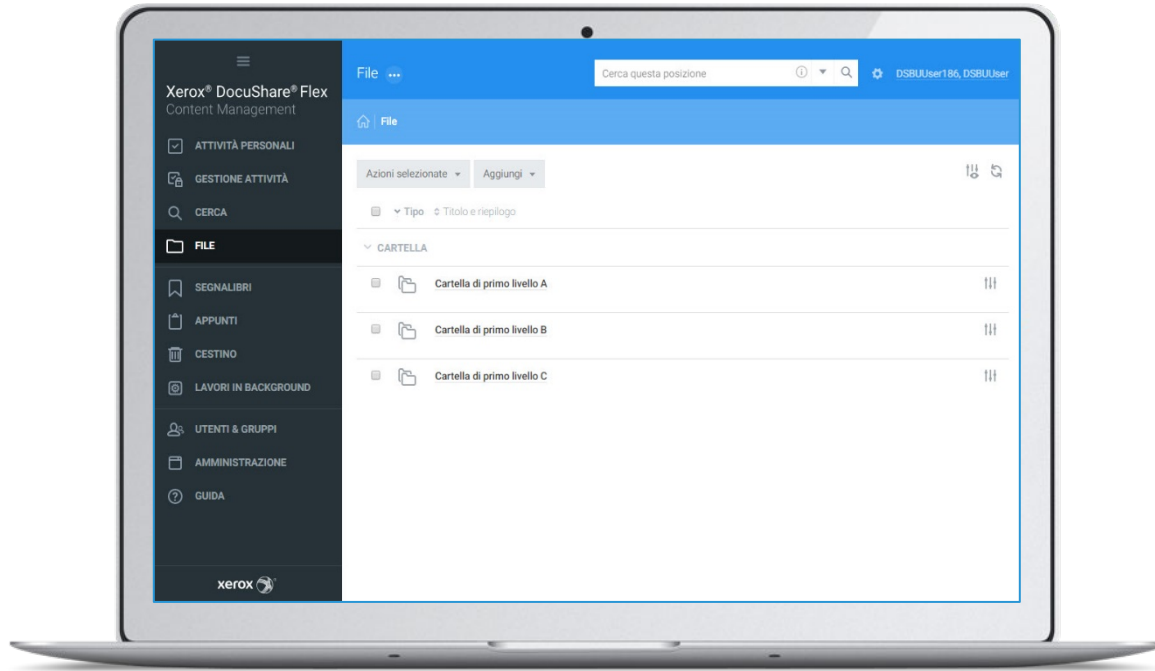 Xerox® DocuShare® Flex
Content Management
ATTIVITÀ PERSONALI
GESTIONE ATTIVITÀ
CERCA
FILE
SEGNALIBRI
APPUNTI
CESTINO
LAVORI IN BACKGROUND
UTENTI & GRUPPI
AMMINISTRAZIONE
GUIDA
xerox
File
Cerca questa posizione
DSBUUser186, DSBUUser
File
Azioni selezionate Aggiungi
Tipo Titolo e riepilogo
CARTELLA
Cartella di primo livello A
Cartella di primo livello B
Cartella di primo livello C